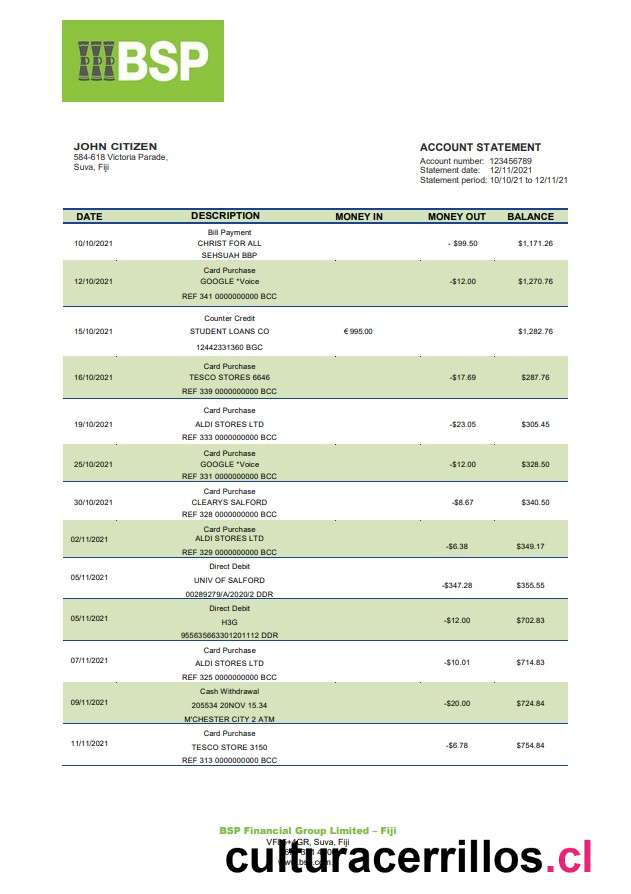 BSP
JOHN CITIZEN
584-618 Victoria Parade,
Suva, Fiji
ACCOUNT STATEMENT
Account number: 123456789
Statement date: 12/11/2021
Statement period: 10/10/21 to 12/11/21
DATE DESCRIPTION MONEY IN MONEY OUT BALANCE
Bill Payment
10/10/2021 CHRIST FOR ALL - $99.50 $1,171.26
SEHSUAH BBP
Card Purchase
12/10/2021 GOOGLE *Voice -$12.00 $1,270.76
REF 341 0000000000 BCC
Counter Credit
15/10/2021 STUDENT LOANS CO € 995.00 $1,282.76
12442331360 BGC
Card Purchase
16/10/2021 TESCO STORES 6646 -$17.69 $287.76
REF 339 0000000000 BCC
Card Purchase
19/10/2021 ALDI STORES LTD -$23.05 $305.45
REF 333 0000000000 BCC
Card Purchase
25/10/2021 GOOGLE *Voice -$12.00 $328.50
REF 331 0000000000 BCC
Card Purchase
30/10/2021 CLEARYS SALFORD -$8.67 $340.50
REF 328 0000000000 BCC
Card Purchase
02/11/2021 ALDI STORES LTD
REF 329 0000000000 BCC -$6.38 $349.17
Direct Debit
05/11/2021 UNIV OF SALFORD -$347.28 $355.55
00289279/A/2020/2 DDR
Direct Debit
05/11/2021 H3G -$12.00 $702.83
955635663301201112 DDR
Card Purchase
07/11/2021 ALDI STORES LTD -$10.01 $714.83
REF 325 0000000000 BCC
Cash Withdrawal
09/11/2021 205534 20NOV 15.34 -$20.00 $724.84
M'CHESTER CITY 2 ATM
Card Purchase
11/11/2021 TESCO STORE 3150 -$6.78 $754.84
REF 313 0000000000 BCC
BSP Financial Group Limited – Fiji
Suva, Fiji
culturacerrillos.cl